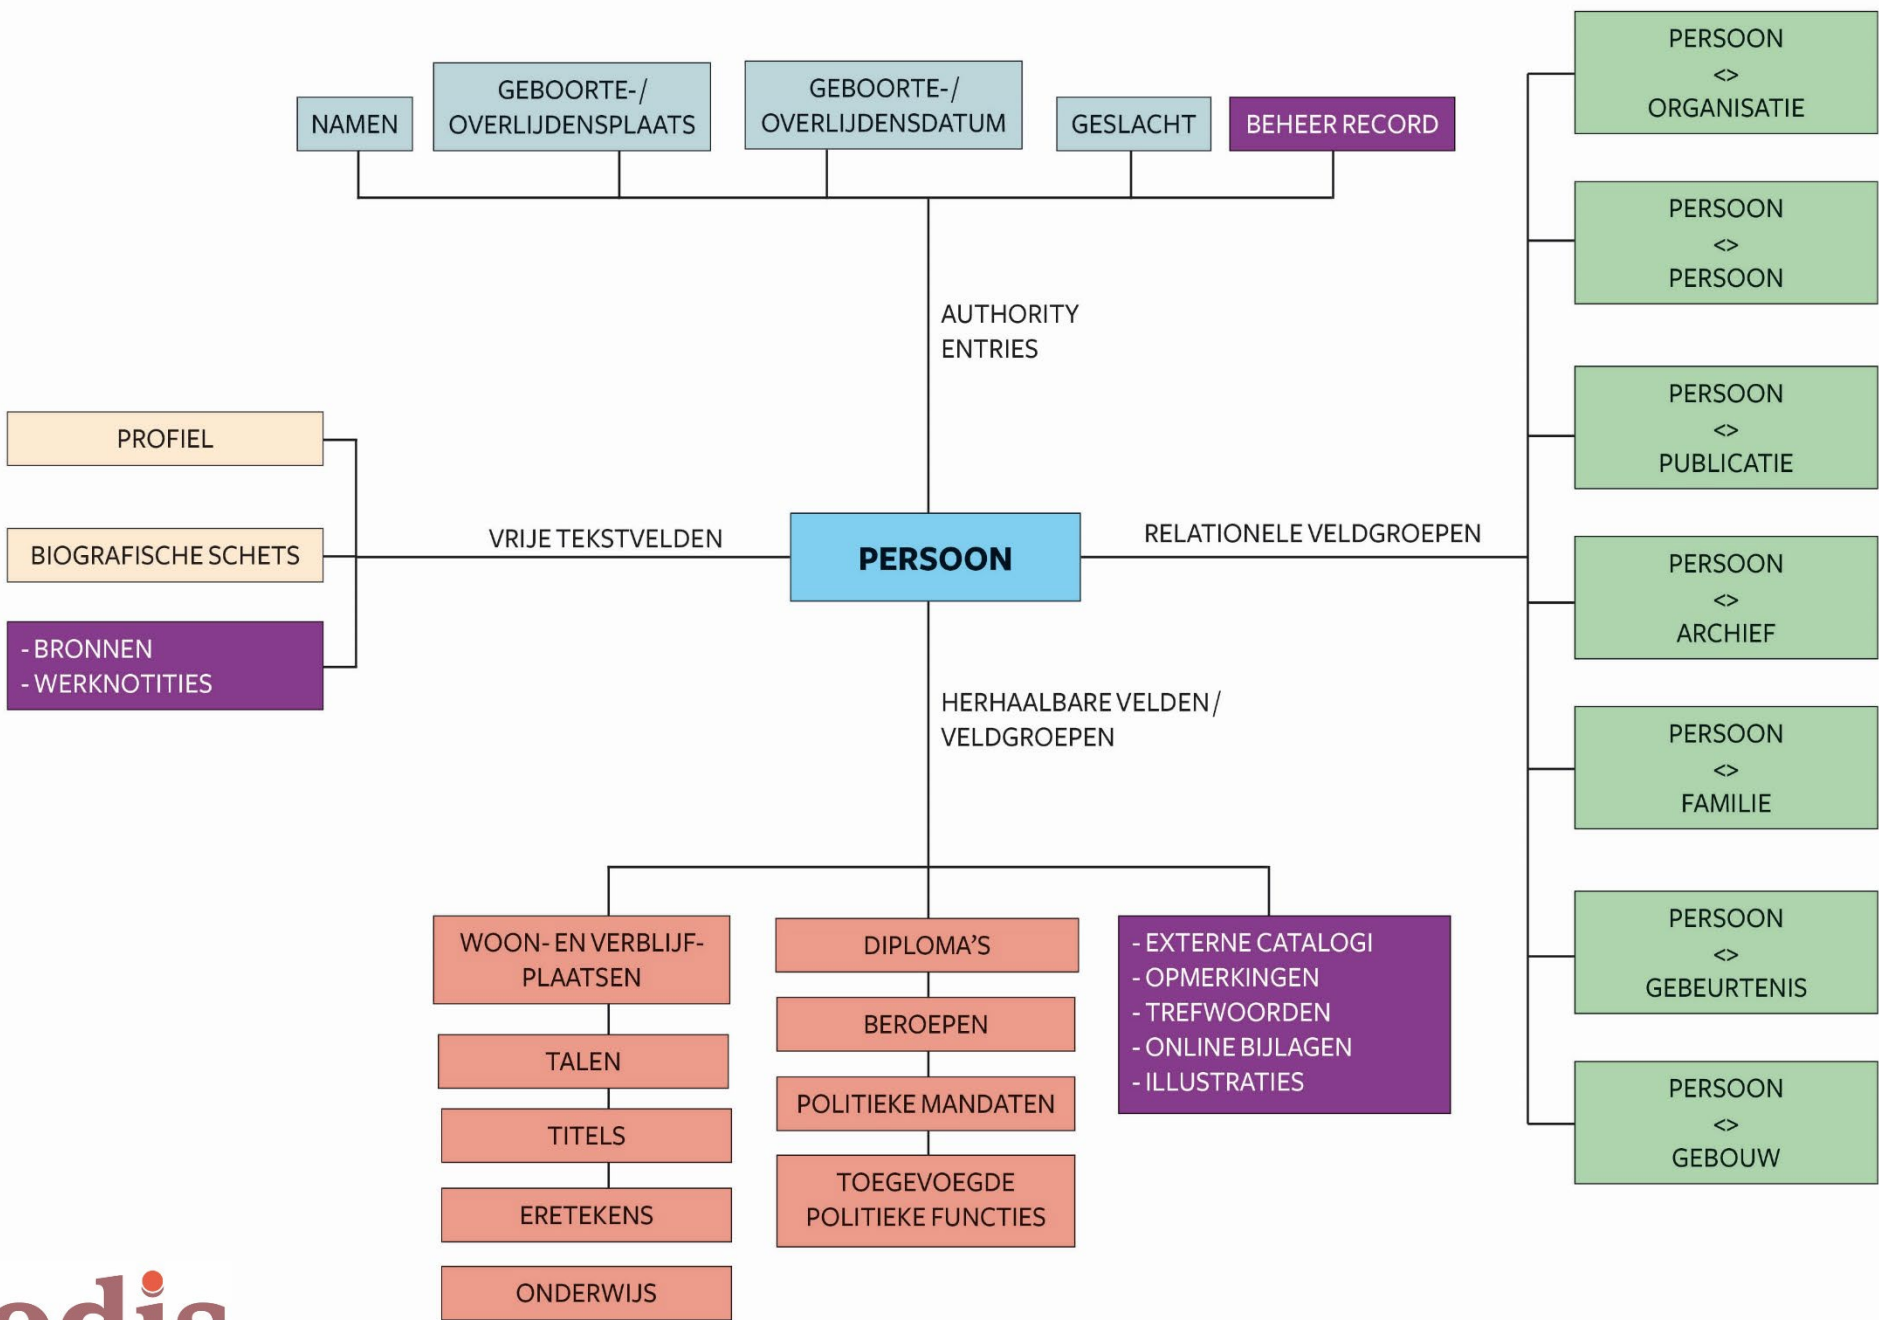 NAMEN
GEBOORTE-/
OVERLIJDENSPLAATS
GEBOORTE-/
OVERLIJDENSDATUM
GESLACHT
BEHEER RECORD
AUTHORITY
ENTRIES
PROFIEL
BIOGRAFISCHE SCHETS
- BRONNEN
- WERKNOTITIES
VRIJE TEKSTVELDEN
PERSOON
RELATIONELE VELDGROEPEN
PERSOON
<>
ORGANISATIE
PERSOON
<>
PERSOON
PERSOON
<>
PUBLICATIE
PERSOON
<>
ARCHIEF
PERSOON
<>
FAMILIE
PERSOON
<>
GEBEURTENIS
PERSOON
<>
GEBOUW
HERHAALBARE VELDEN/
VELDGROEPEN
WOON- EN VERBLIJF-
PLAATSEN
TALEN
TITELS
ERETEKENS
ONDERWIJS
DIPLOMA'S
BEROEPEN
POLITIEKE MANDATEN
TOEGEVOEGDE
POLITIEKE FUNCTIES
- EXTERNE CATALOGI
- OPMERKINGEN
- TREFWOORDEN
- ONLINE BIJLAGEN
- ILLUSTRATIES
odis